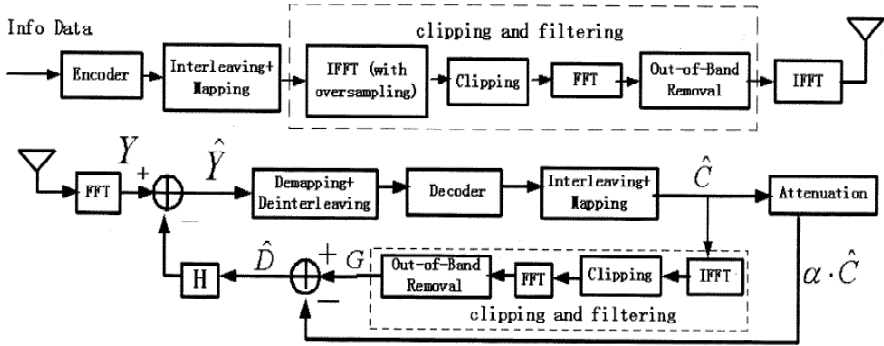 Info Data
clipping and filtering
Encoder
Interleaving+
Mapping
IFFT (with
oversampling)
Clipping
FFT
Out-of-Band
Removal
IFFT
FFT
Y
+
−
Ŷ
Demapping+
Deinterleaving
Decoder
Interleaving+
Mapping
Ĉ
Attenuation
H
D̂
+
−
G
Out-of-Band
Removal
FFT
Clipping
IFFT
α · Ĉ
clipping and filtering